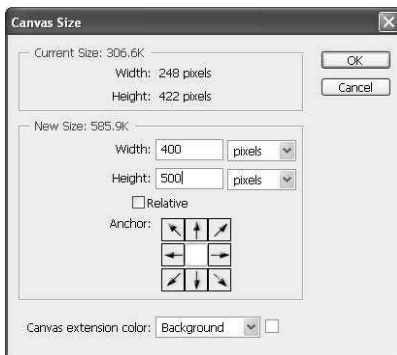 Canvas Size
Current Size: 306.6K
Width: 248 pixels
Height: 422 pixels
OK
Cancel
New Size: 585.9K
Width: 400 pixels
Height: 500 pixels
Relative
Anchor:
Canvas extension color: Background